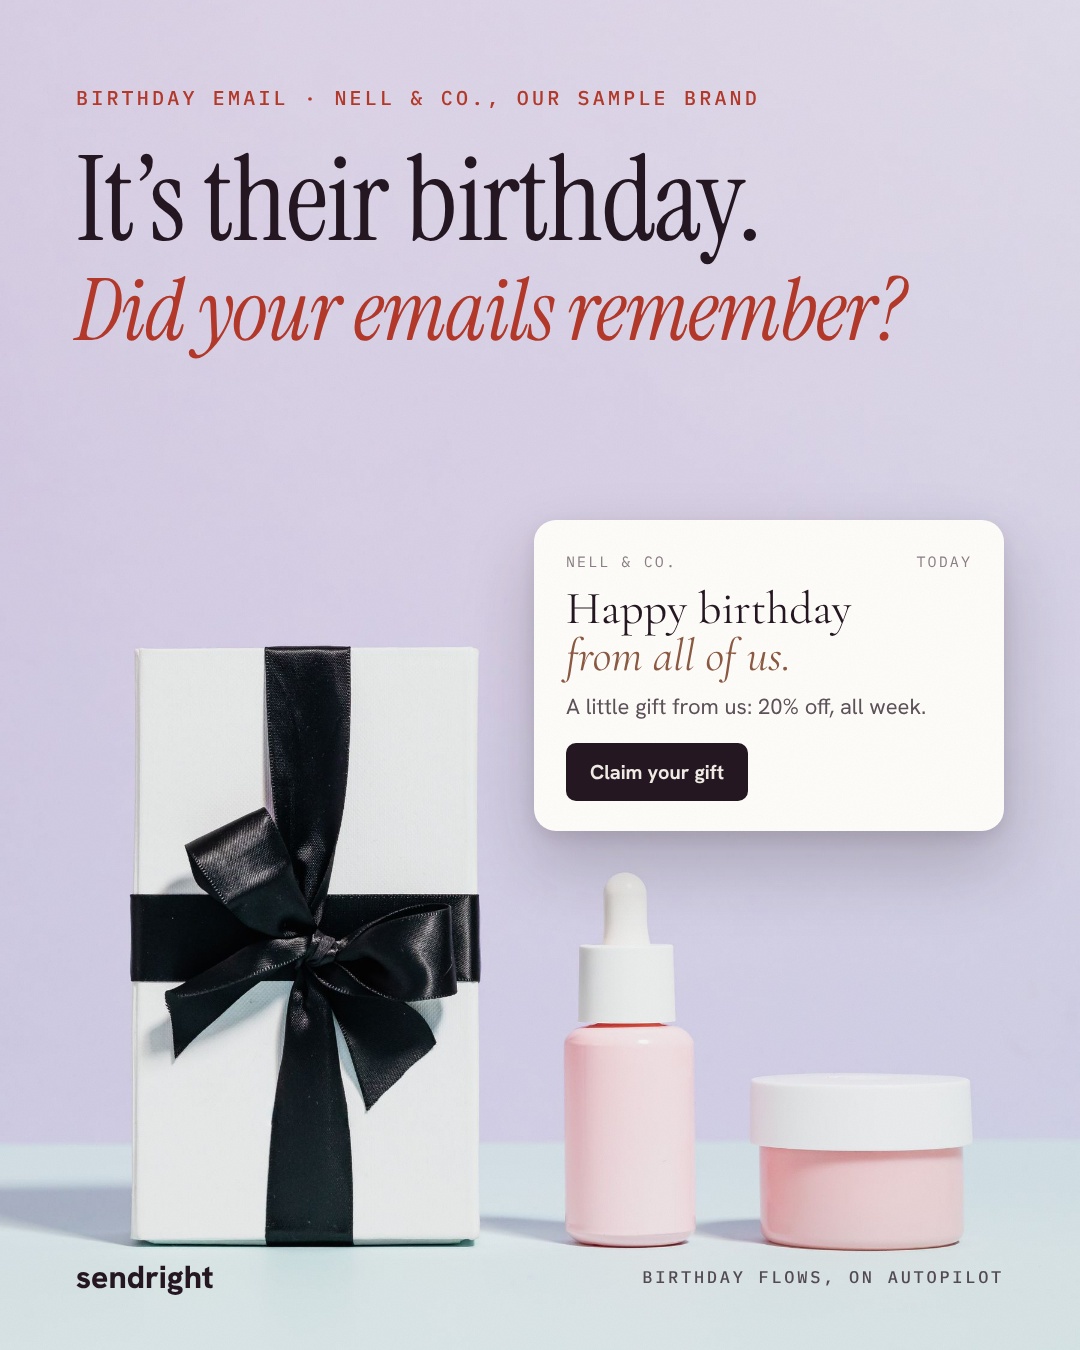 BIRTHDAY EMAIL · NELL & CO., OUR SAMPLE BRAND
It’s their birthday.
Did your emails remember?
NELL & CO.
TODAY
Happy birthday
from all of us.
A little gift from us: 20% off, all week.
Claim your gift
sendright
BIRTHDAY FLOWS, ON AUTOPILOT